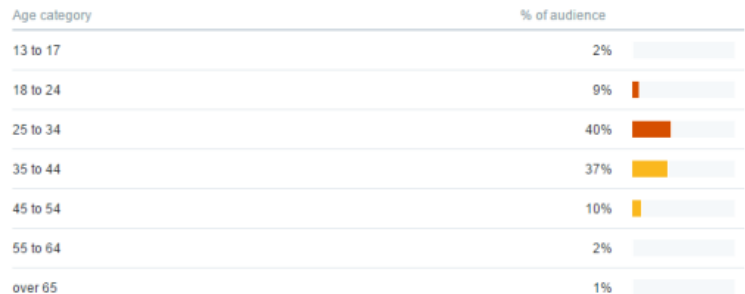 Age category % of audience
13 to 17 2%
18 to 24 9%
25 to 34 40%
35 to 44 37%
45 to 54 10%
55 to 64 2%
over 65 1%